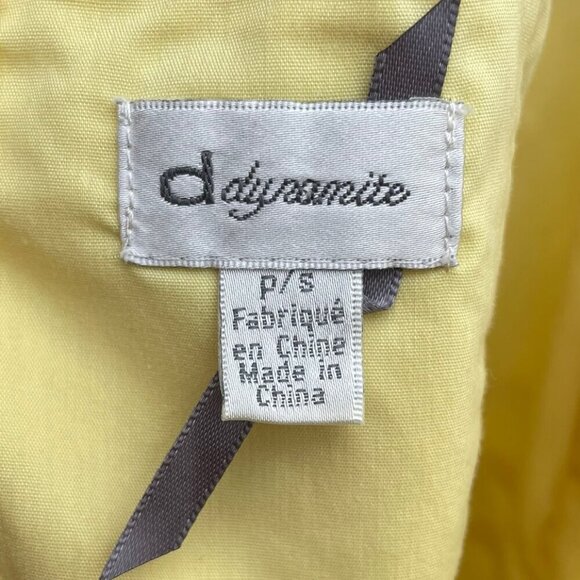 d dynamite
P/S
Fabriqué
en Chine
Made in
China